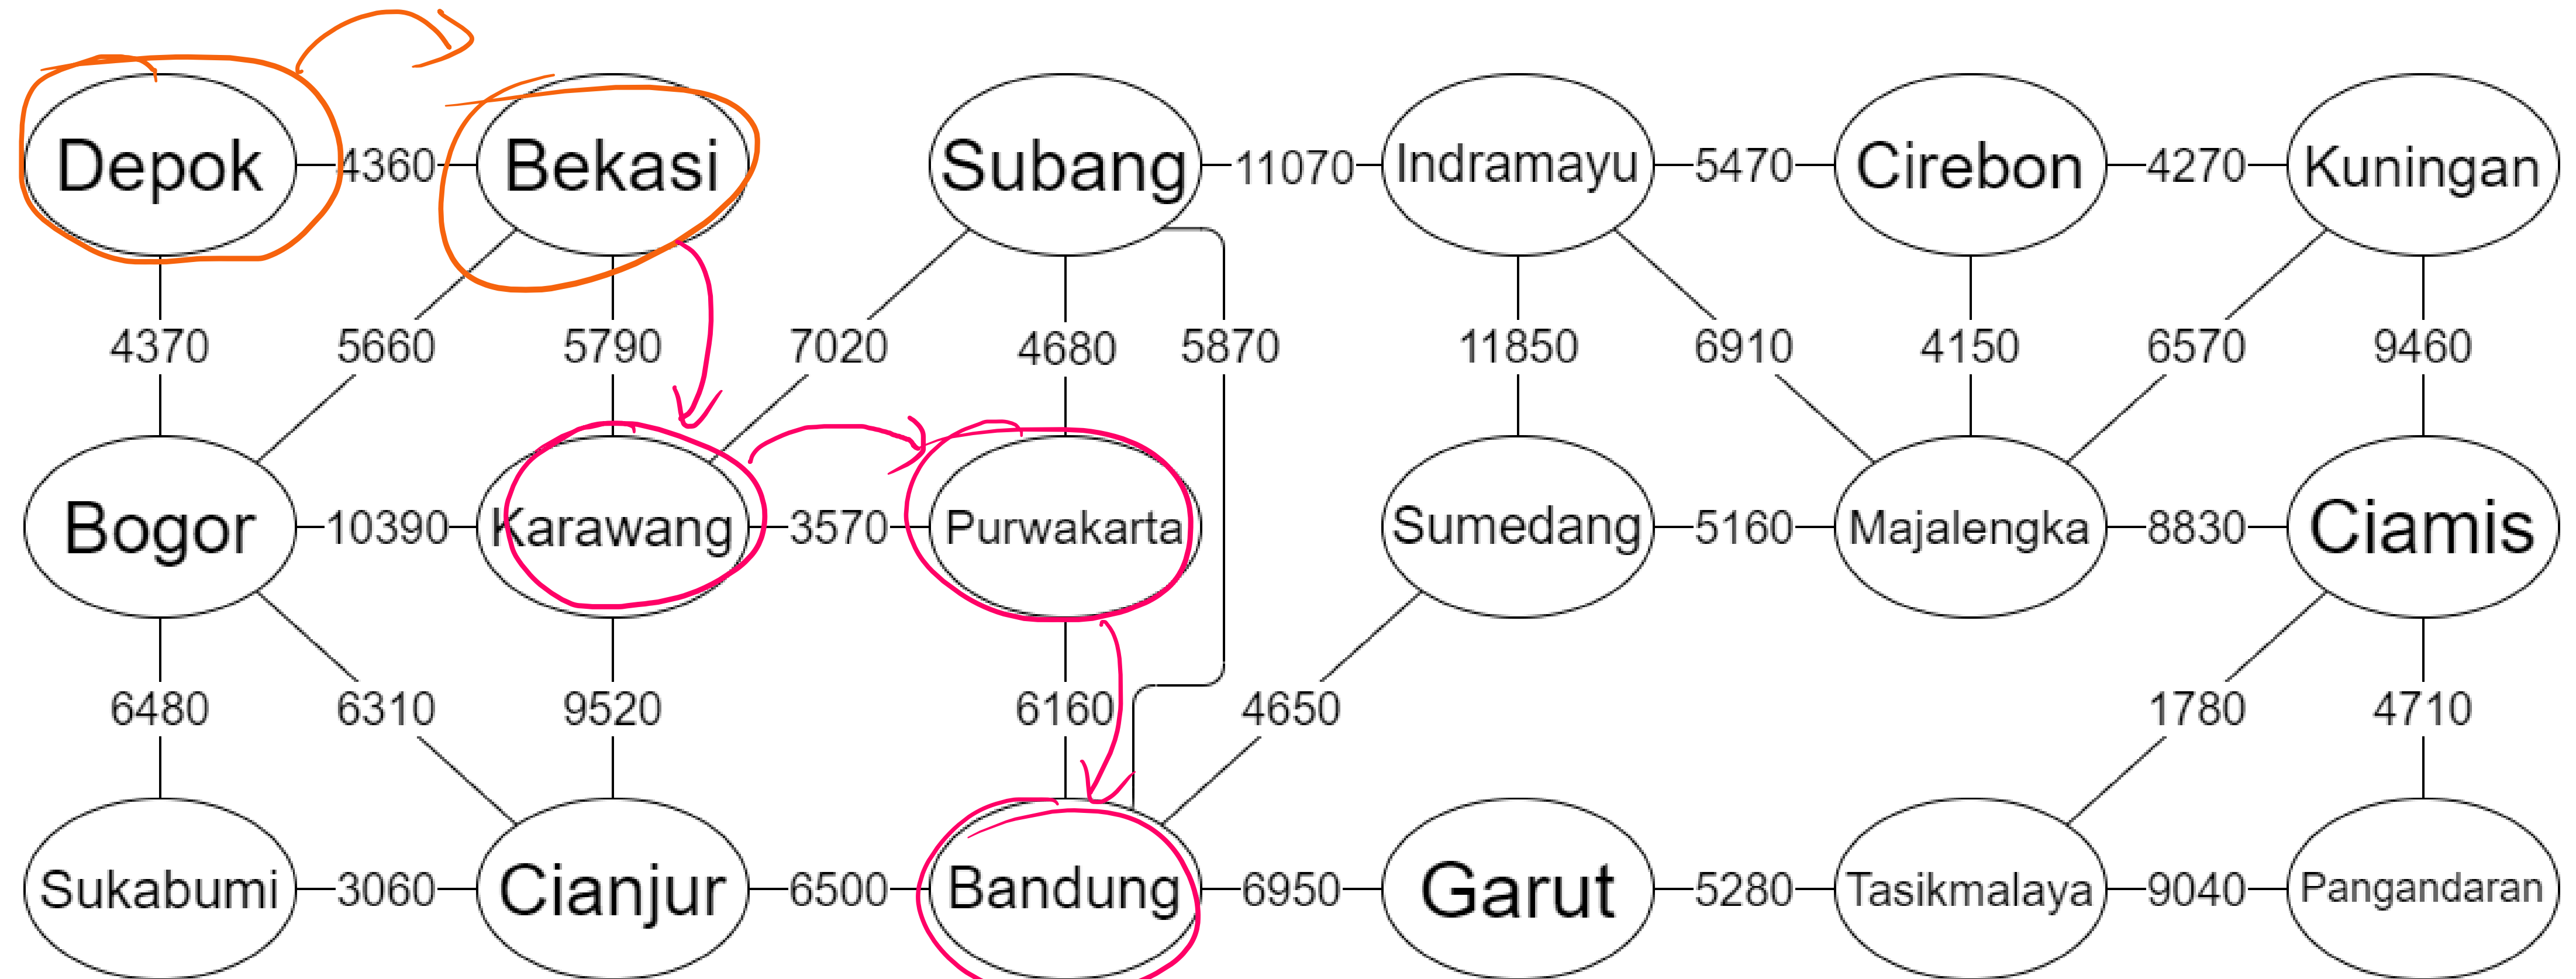 Depok 4360 Bekasi Subang 11070 Indramayu 5470 Cirebon 4270 Kuningan
4370 5660 5790 7020 4680 5870 11850 6910 4150 6570 9460
Bogor 10390 Karawang 3570 Purwakarta Sumedang 5160 Majalengka 8830 Ciamis
6480 6310 9520 6160 4650 1780 4710
Sukabumi 3060 Cianjur 6500 Bandung 6950 Garut 5280 Tasikmalaya 9040 Pangandaran